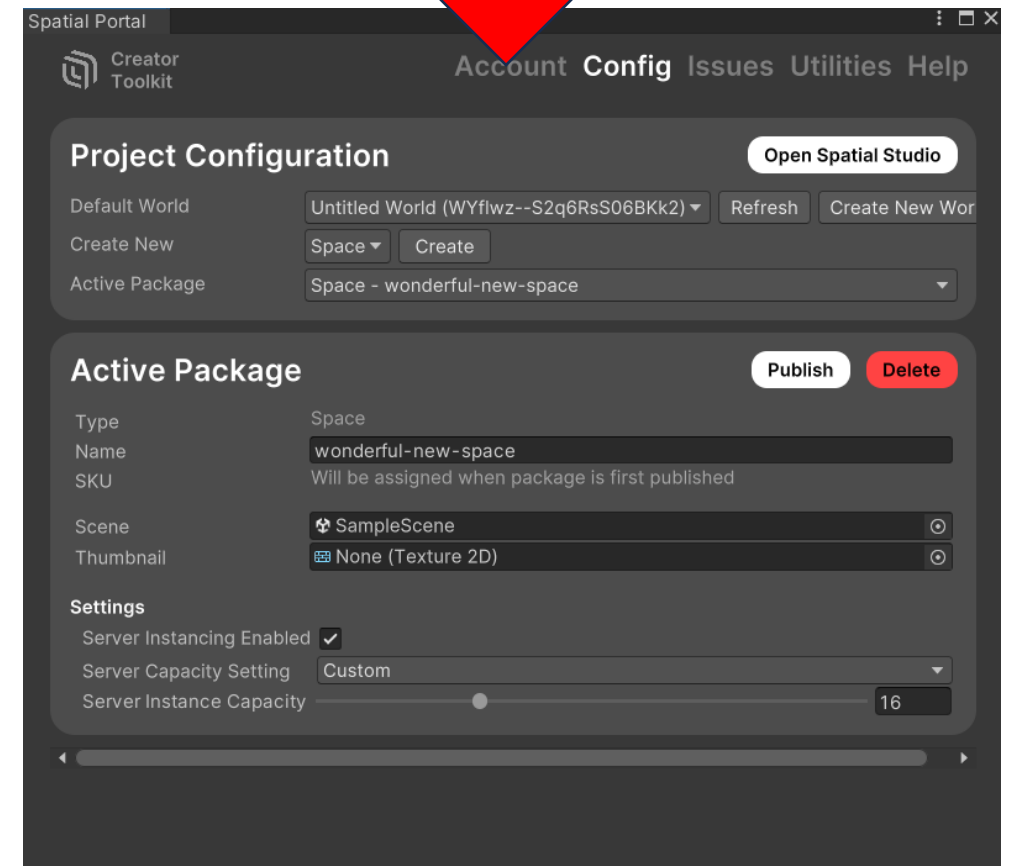 Spatial Portal
Creator
Toolkit
Account Config Issues Utilities Help
Project Configuration
Open Spatial Studio
Default World
Untitled World (WYflwz--S2q6RsS06BKk2)
Refresh
Create New Wor
Create New
Space
Create
Active Package
Space - wonderful-new-space
Active Package
Publish
Delete
Type
Space
Name
wonderful-new-space
SKU
Will be assigned when package is first published
Scene
SampleScene
Thumbnail
None (Texture 2D)
Settings
Server Instancing Enabled
Server Capacity Setting
Custom
Server Instance Capacity
16